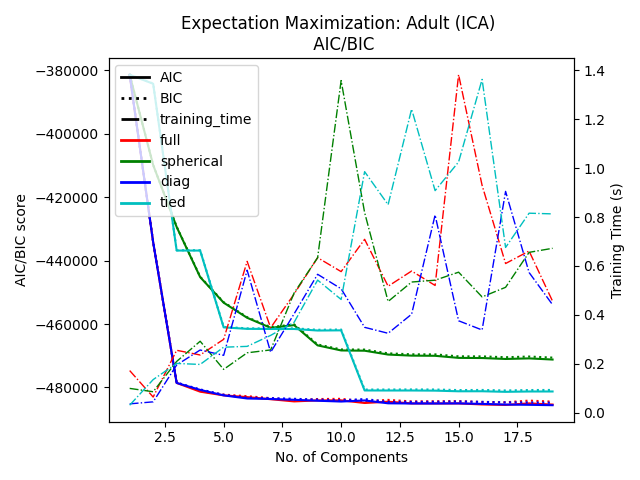 Expectation Maximization: Adult (ICA)
AIC/BIC
AIC
BIC
training_time
full
spherical
diag
tied
−380000
−400000
−420000
−440000
−460000
−480000
AIC/BIC score
1.4
1.2
1.0
0.8
0.6
0.4
0.2
0.0
Training Time (s)
2.5 5.0 7.5 10.0 12.5 15.0 17.5
No. of Components